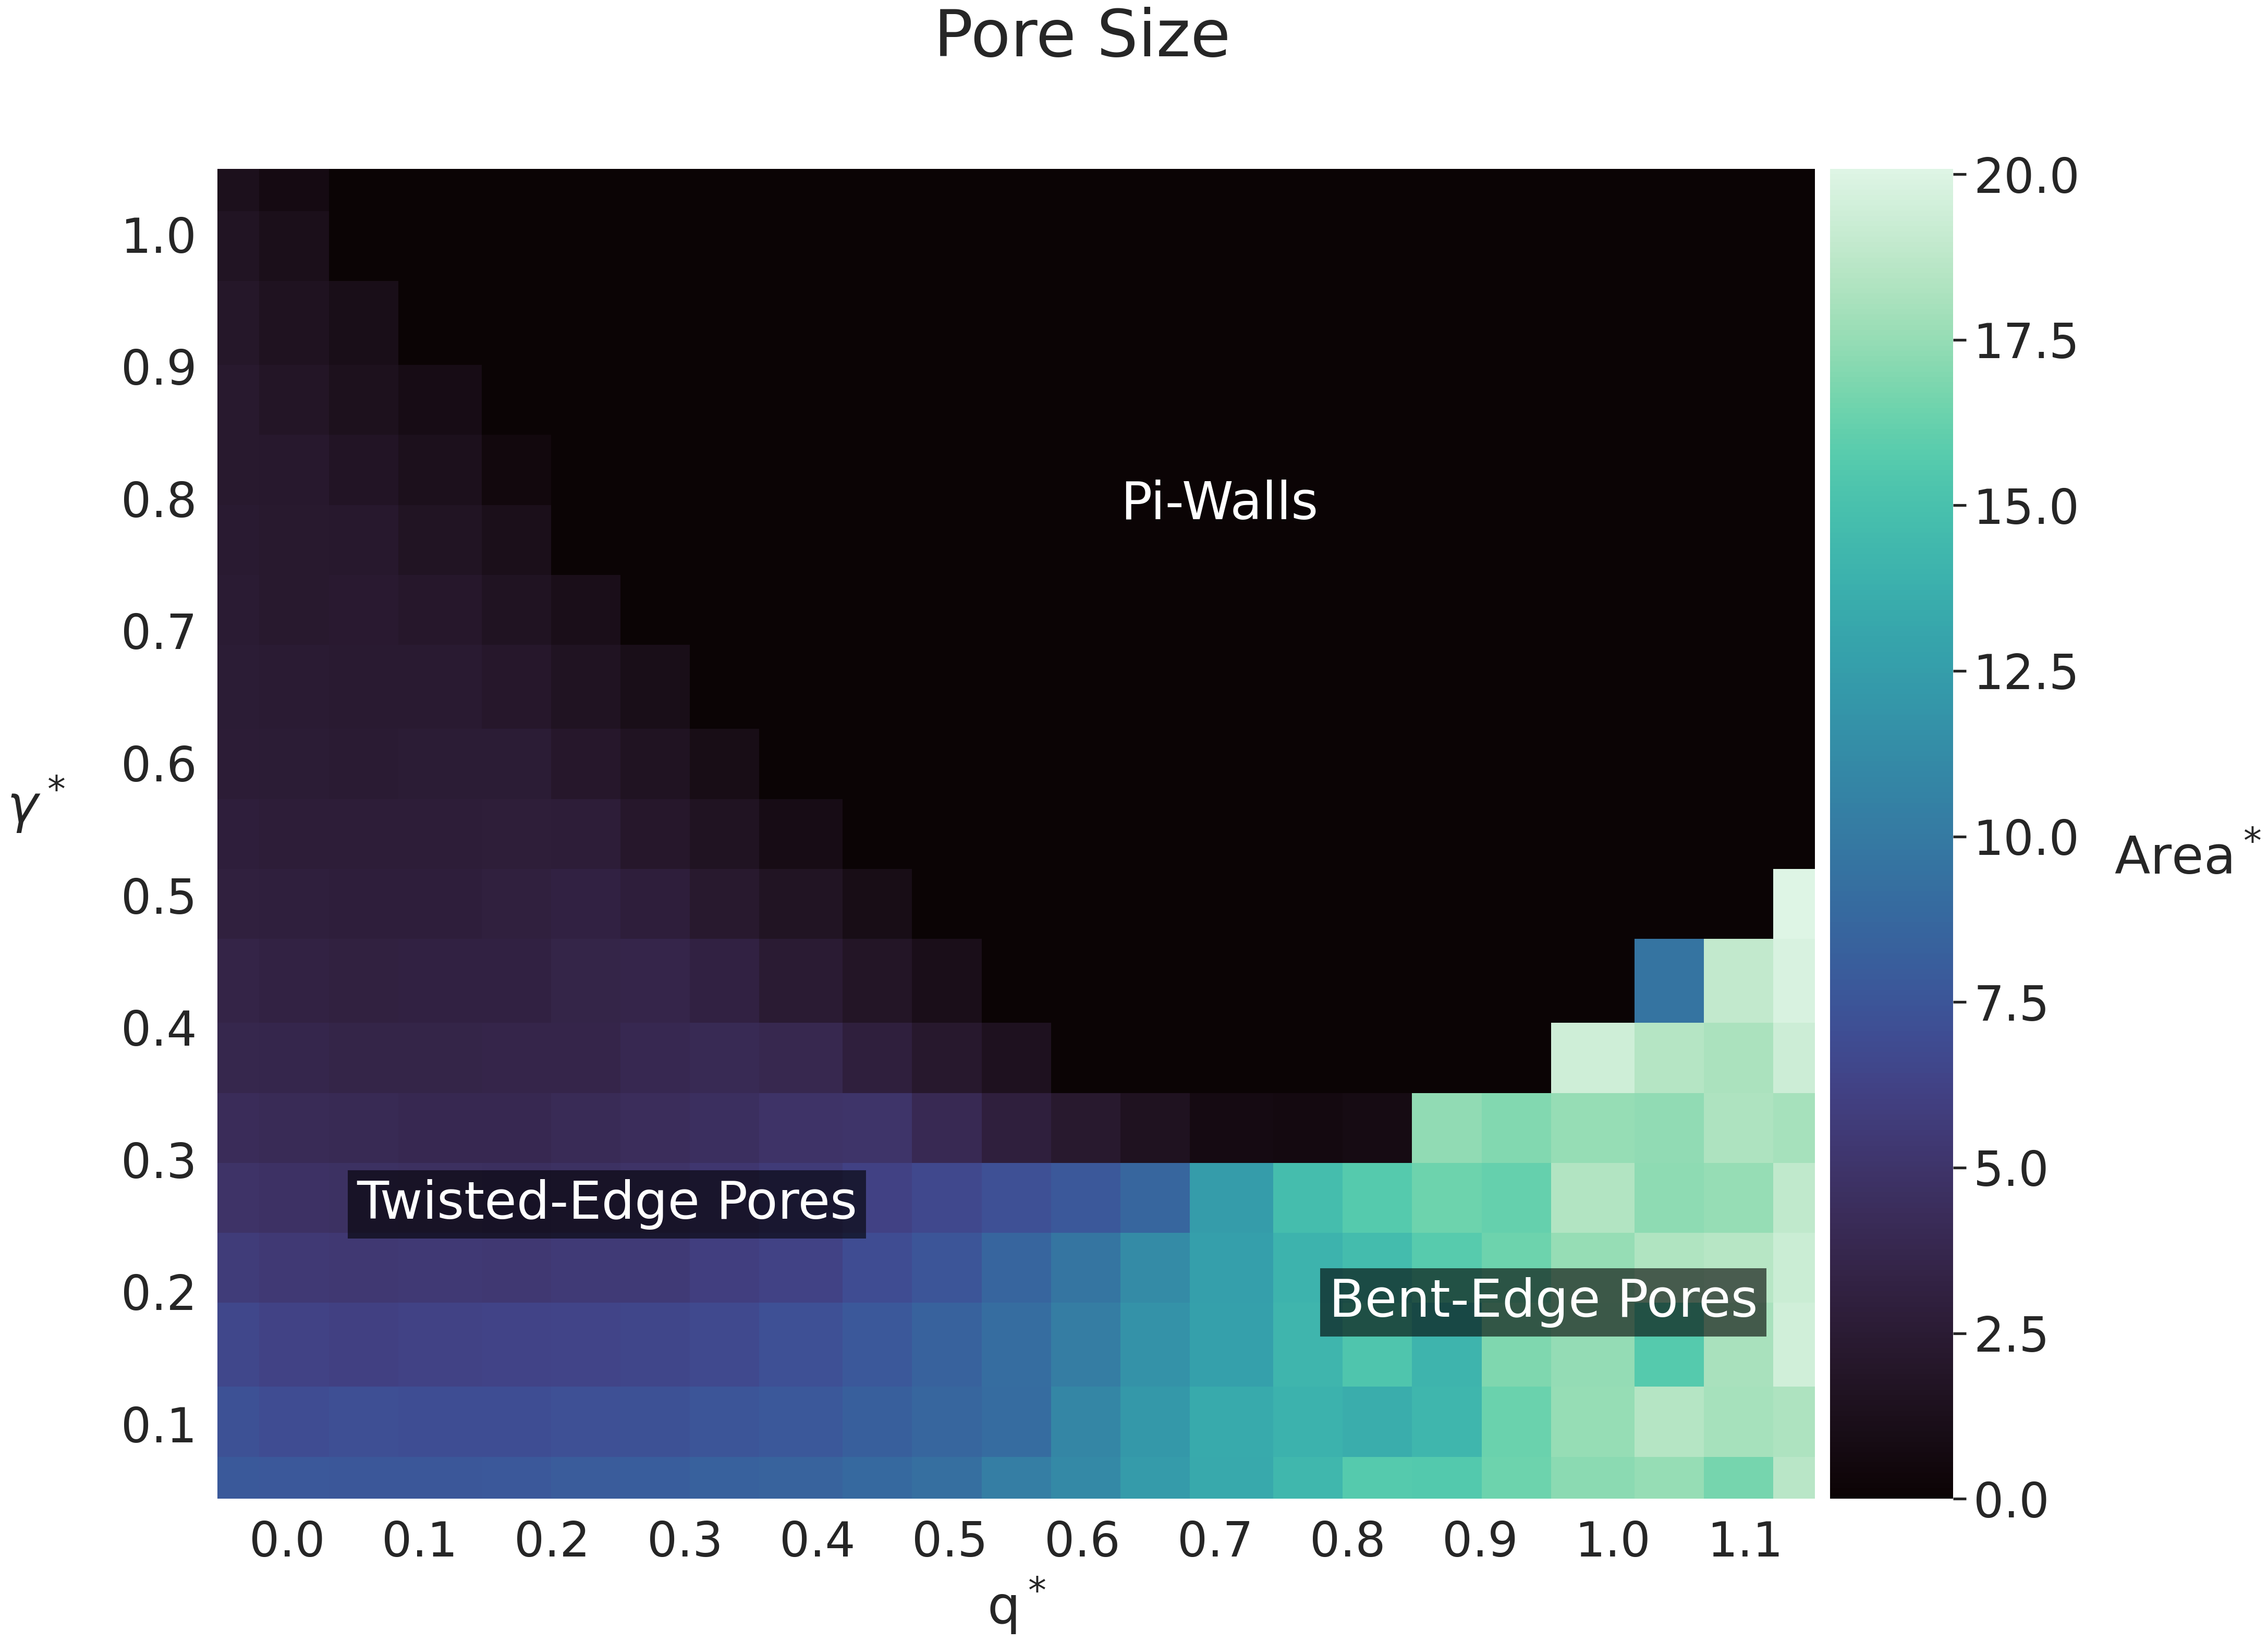 Pore Size
1.0
0.9
0.8
0.7
0.6
0.5
0.4
0.3
0.2
0.1
γ*
Pi-Walls
Twisted-Edge Pores
Bent-Edge Pores
0.0 0.1 0.2 0.3 0.4 0.5 0.6 0.7 0.8 0.9 1.0 1.1
q*
20.0
17.5
15.0
12.5
10.0
7.5
5.0
2.5
0.0
Area*